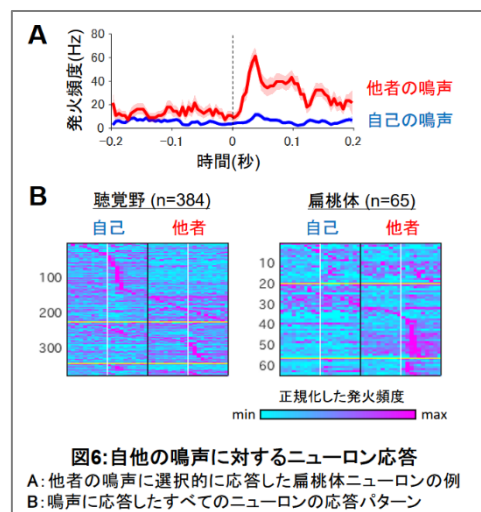 A
発火頻度(Hz)
80
60
40
20
0
-0.2
-0.1
0
0.1
0.2
時間(秒)
他者の鳴声
自己の鳴声
B
聴覚野 (n=384)
自己 他者
100
200
300
扁桃体 (n=65)
自己 他者
10
20
30
40
50
60
正規化した発火頻度
min max
図6:自他の鳴声に対するニューロン応答
A:他者の鳴声に選択的に応答した扁桃体ニューロンの例
B:鳴声に応答したすべてのニューロンの応答パターン